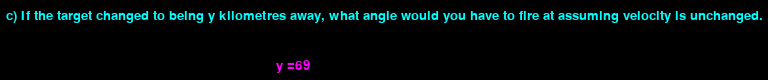 c) If the target changed to being y kilometres away, what angle would you have to fire at assuming velocity is unchanged.
y =69